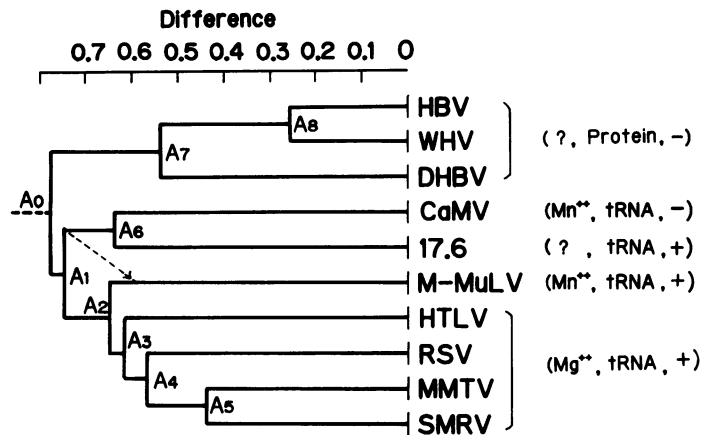 Difference
0.7 0.6 0.5 0.4 0.3 0.2 0.1 0
HBV
A8
WHV (?, Protein, -)
A7
DHBV
A0
CaMV (Mn++, tRNA, -)
A6
17.6 (?, tRNA, +)
A1
M-MuLV (Mn++, tRNA, +)
A2
HTLV
A3
RSV
(Mg++, tRNA, +)
A4
MMTV
A5
SMRV